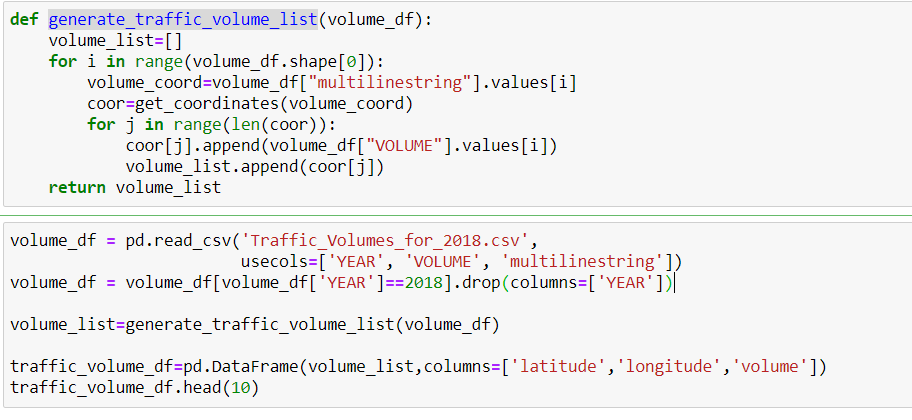 def generate_traffic_volume_list(volume_df):
    volume_list=[]
    for i in range(volume_df.shape[0]):
        volume_coord=volume_df["multilinestring"].values[i]
        coor=get_coordinates(volume_coord)
        for j in range(len(coor)):
            coor[j].append(volume_df["VOLUME"].values[i])
            volume_list.append(coor[j])
    return volume_list
volume_df = pd.read_csv('Traffic_Volumes_for_2018.csv',
                        usecols=['YEAR', 'VOLUME', 'multilinestring'])
volume_df = volume_df[volume_df['YEAR']==2018].drop(columns=['YEAR'])
volume_list=generate_traffic_volume_list(volume_df)
traffic_volume_df=pd.DataFrame(volume_list,columns=['latitude','longitude','volume'])
traffic_volume_df.head(10)